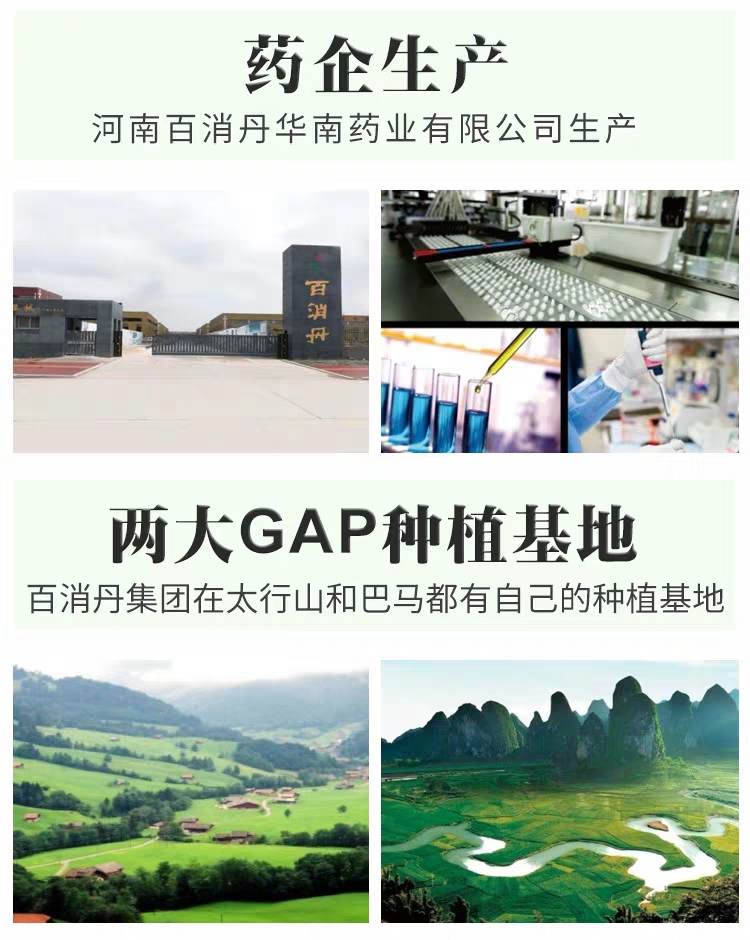 药企生产
河南百消丹华南药业有限公司生产
百消丹
两大GAP种植基地
百消丹集团在太行山和巴马都有自己的种植基地